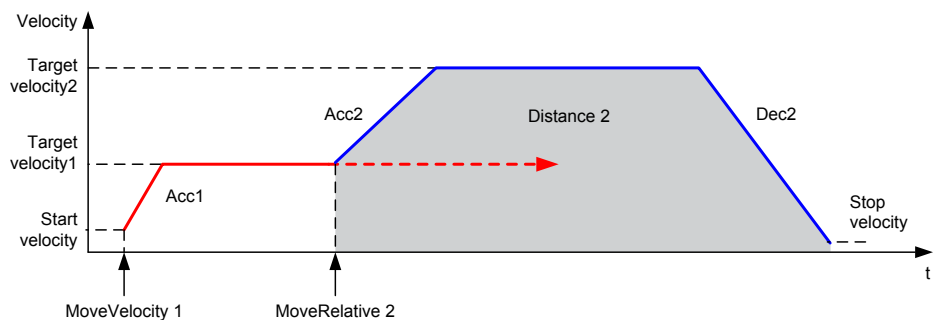 Velocity
Target
velocity2
Acc2
Distance 2
Dec2
Target
velocity1
Acc1
Start
velocity
Stop
velocity
t
MoveVelocity 1
MoveRelative 2